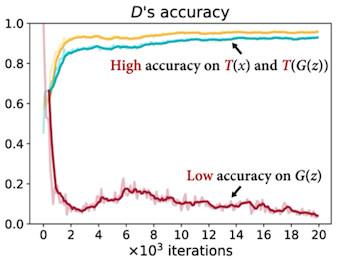 D's accuracy
1.0
0.8
0.6
0.4
0.2
0.0
High accuracy on T(x) and T(G(z))
Low accuracy on G(z)
0 2 4 6 8 10 12 14 16 18 20
×10³ iterations